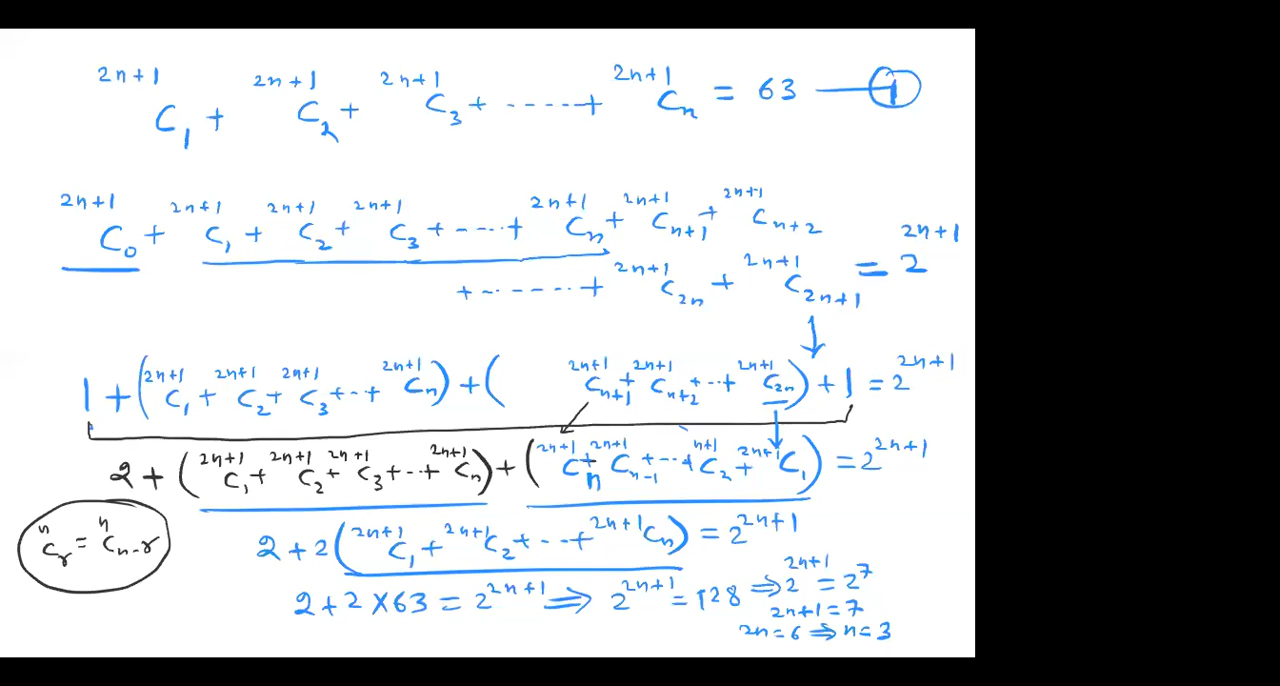 2n+1C1 + 2n+1C2 + 2n+1C3 + ...... + 2n+1Cn = 63 — 1
2n+1C0 + 2n+1C1 + 2n+1C2 + 2n+1C3 + ..... + 2n+1Cn + 2n+1Cn+1 + 2n+1Cn+2
+ ....... + 2n+1C2n + 2n+1C2n+1 = 2^2n+1
1 + (2n+1C1 + 2n+1C2 + 2n+1C3 + ... + 2n+1Cn) + (2n+1Cn+1 + 2n+1Cn+2 + ... + 2n+1C2n) + 1 = 2^2n+1
2 + (2n+1C1 + 2n+1C2 + 2n+1C3 + ... + 2n+1Cn) + (2n+1Cn + 2n+1Cn-1 + ... + n+1C2 + 2n+1C1) = 2^2n+1
nCr = nCn-r
2 + 2(2n+1C1 + 2n+1C2 + ... + 2n+1Cn) = 2^2n+1
2 + 2 × 63 = 2^2n+1 ⇒ 2^2n+1 = 128 ⇒ 2^2n+1 = 2^7
2n+1 = 7
2n = 6 ⇒ n = 3